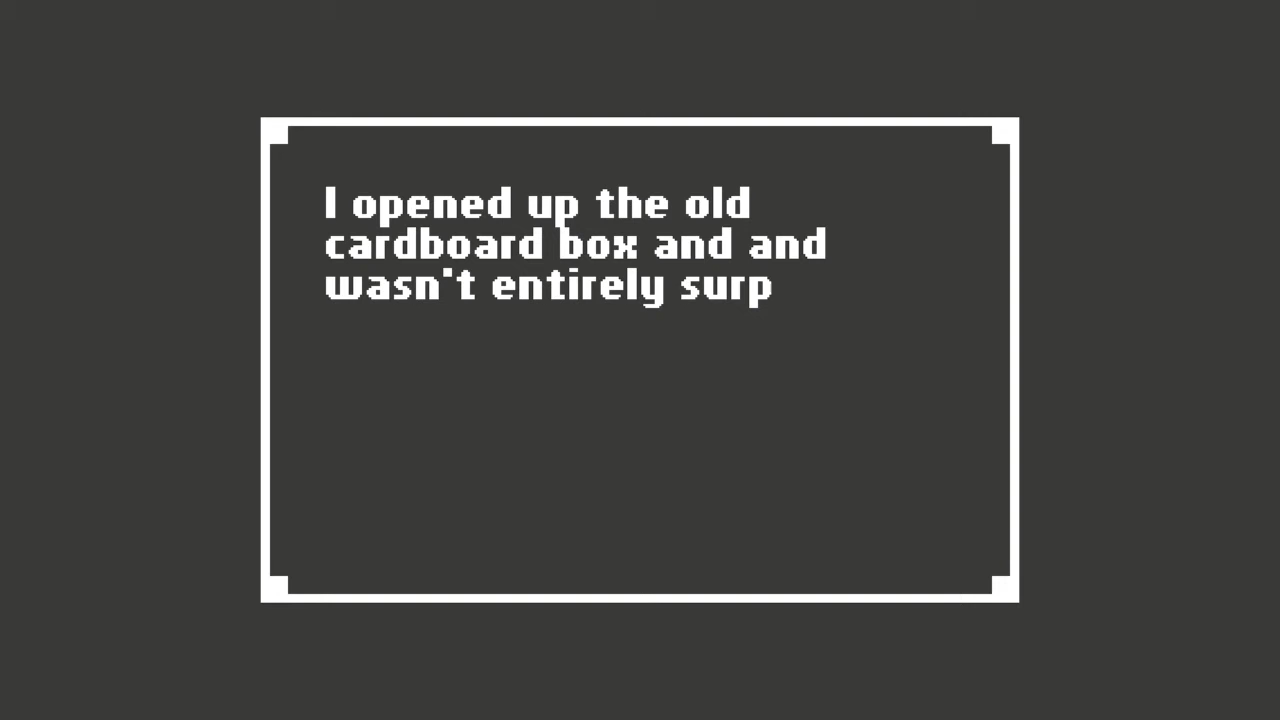 I opened up the old
cardboard box and and
wasn't entirely surp